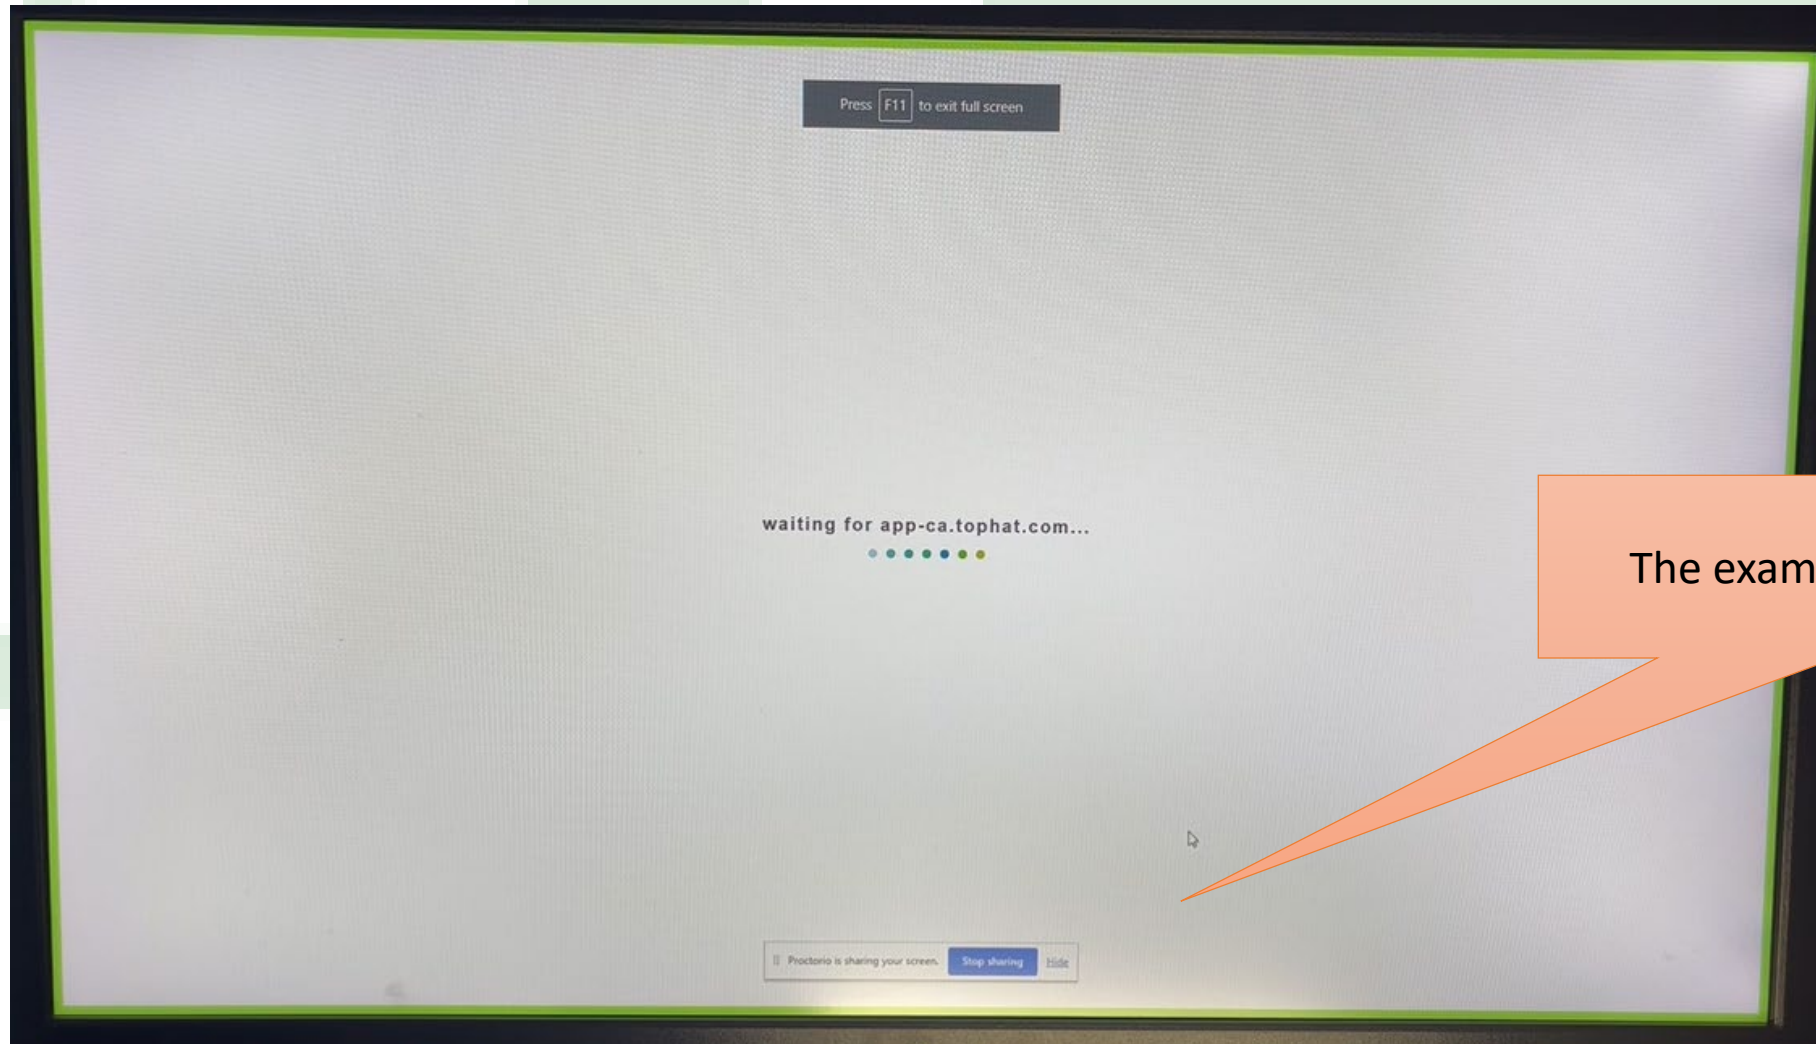 Press F11 to exit full screen
waiting for app-ca.tophat.com...
The exam
Proctorio is sharing your screen. Stop sharing Hide